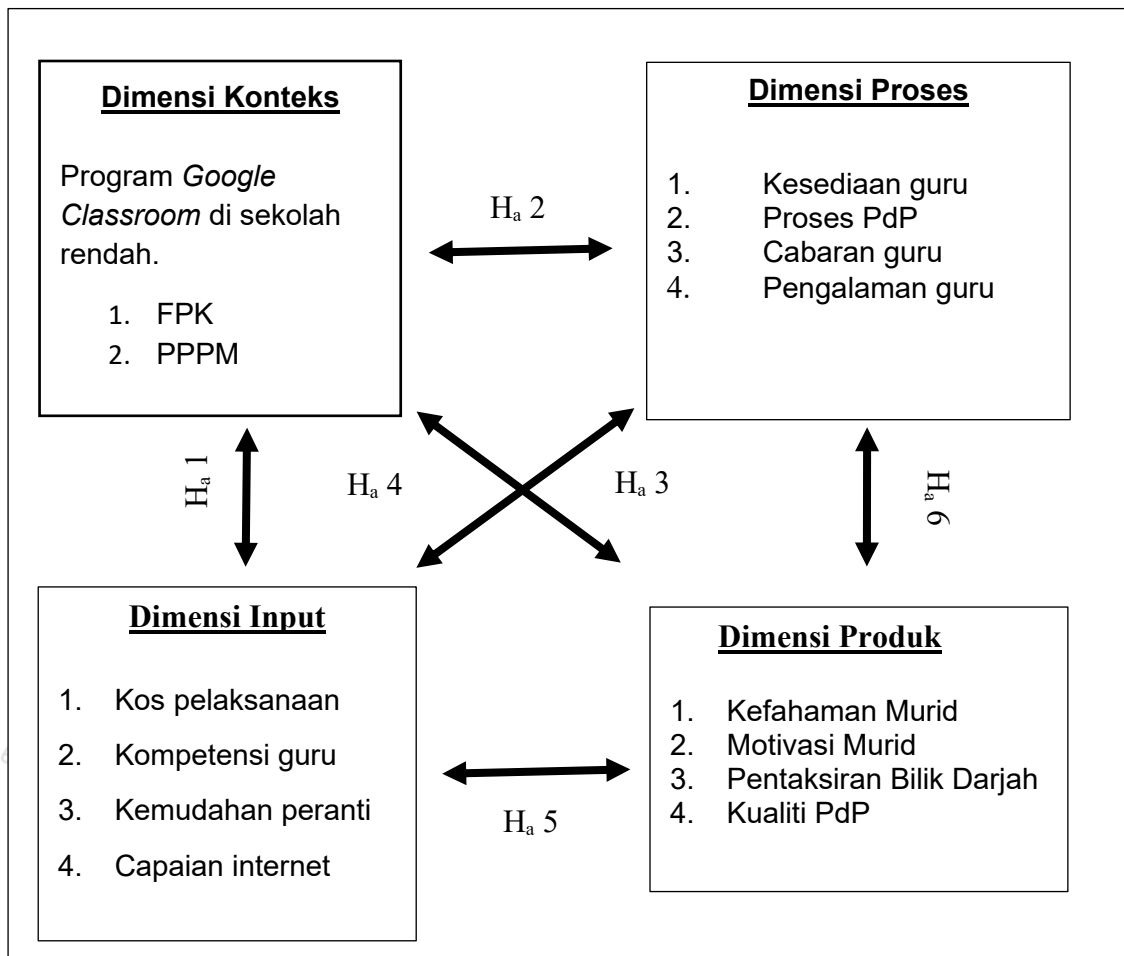 Dimensi Konteks
Program Google
Classroom di sekolah
rendah.
1. FPK
2. PPPM
Hₐ 2
Dimensi Proses
1. Kesediaan guru
2. Proses PdP
3. Cabaran guru
4. Pengalaman guru
Hₐ 1
Hₐ 4
Hₐ 3
Hₐ 6
Dimensi Input
1. Kos pelaksanaan
2. Kompetensi guru
3. Kemudahan peranti
4. Capaian internet
Hₐ 5
Dimensi Produk
1. Kefahaman Murid
2. Motivasi Murid
3. Pentaksiran Bilik Darjah
4. Kualiti PdP